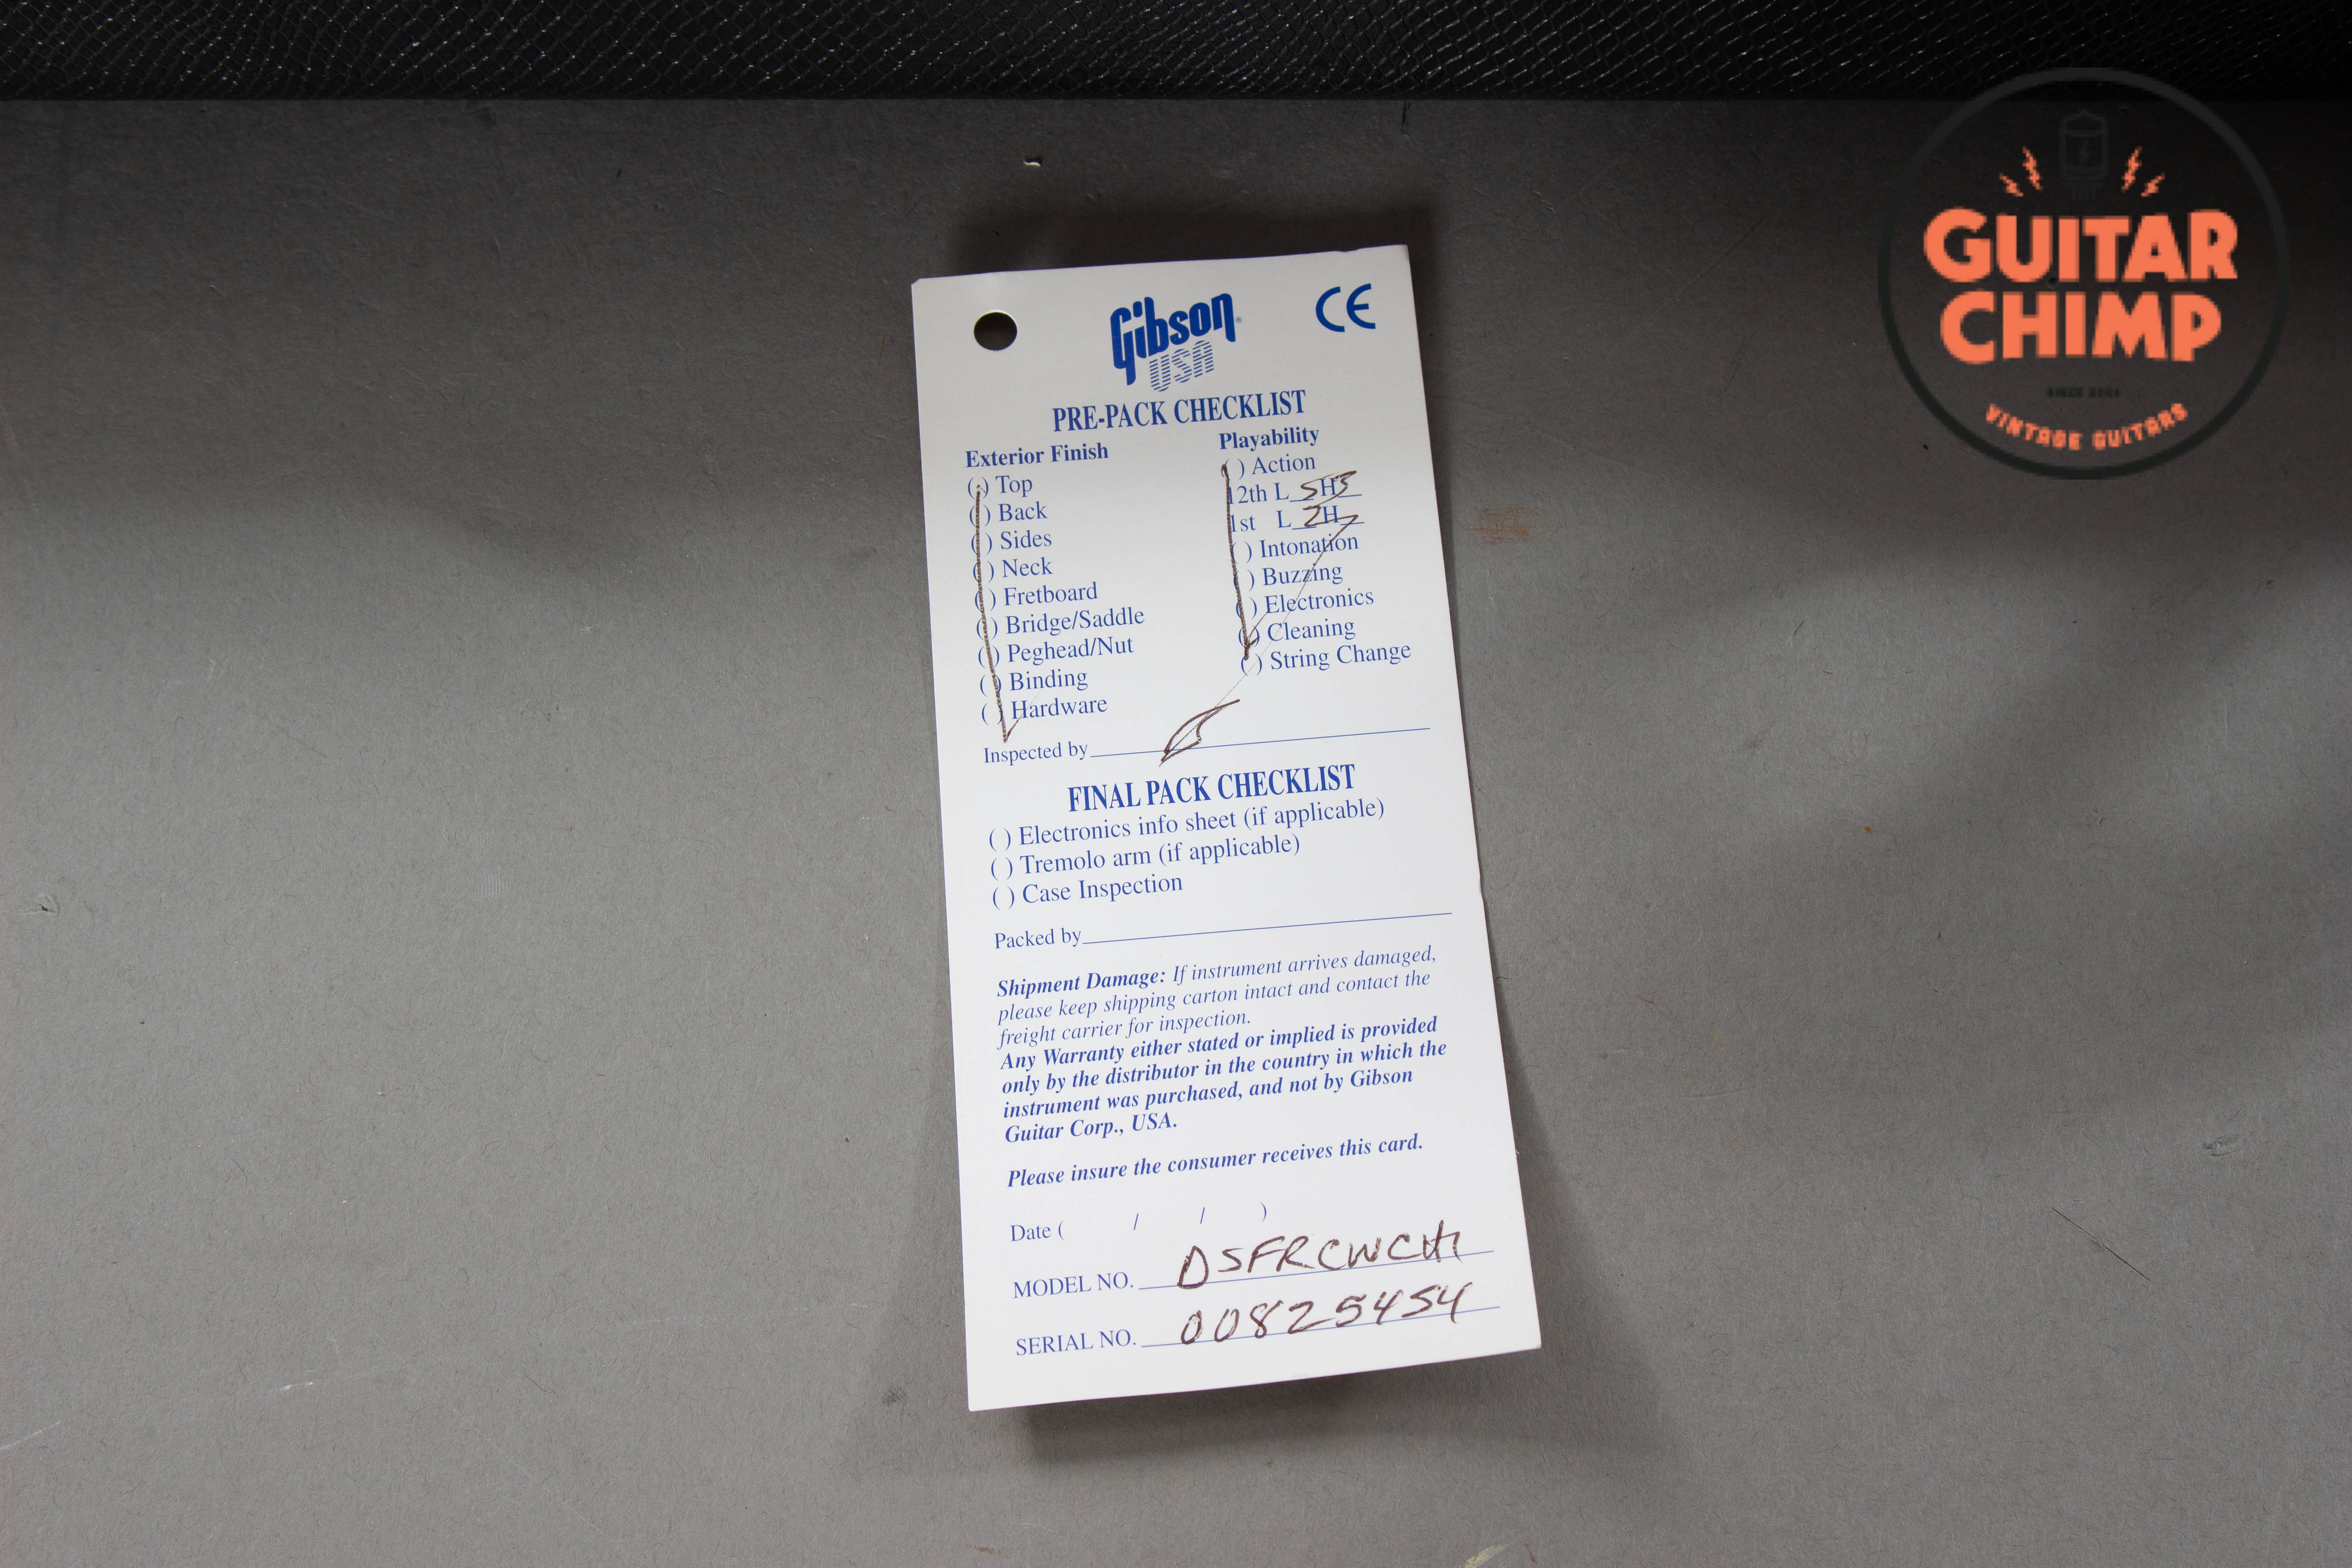 Gibson
USA
CE
PRE-PACK CHECKLIST
Exterior Finish
( ) Top
( ) Back
( ) Sides
( ) Neck
( ) Fretboard
( ) Bridge/Saddle
( ) Peghead/Nut
( ) Binding
( ) Hardware
Playability
( ) Action
12th L 5 H 3
1st L 2 H
( ) Intonation
( ) Buzzing
( ) Electronics
( ) Cleaning
( ) String Change
Inspected by
FINAL PACK CHECKLIST
( ) Electronics info sheet (if applicable)
( ) Tremolo arm (if applicable)
( ) Case Inspection
Packed by
Shipment Damage: If instrument arrives damaged,
please keep shipping carton intact and contact the
freight carrier for inspection.
Any Warranty either stated or implied is provided
only by the distributor in the country in which the
instrument was purchased, and not by Gibson
Guitar Corp., USA.
Please insure the consumer receives this card.
Date ( / / )
MODEL NO. DSFRCWCH1
SERIAL NO. 00825454
GUITAR
CHIMP
VINTAGE GUITARS